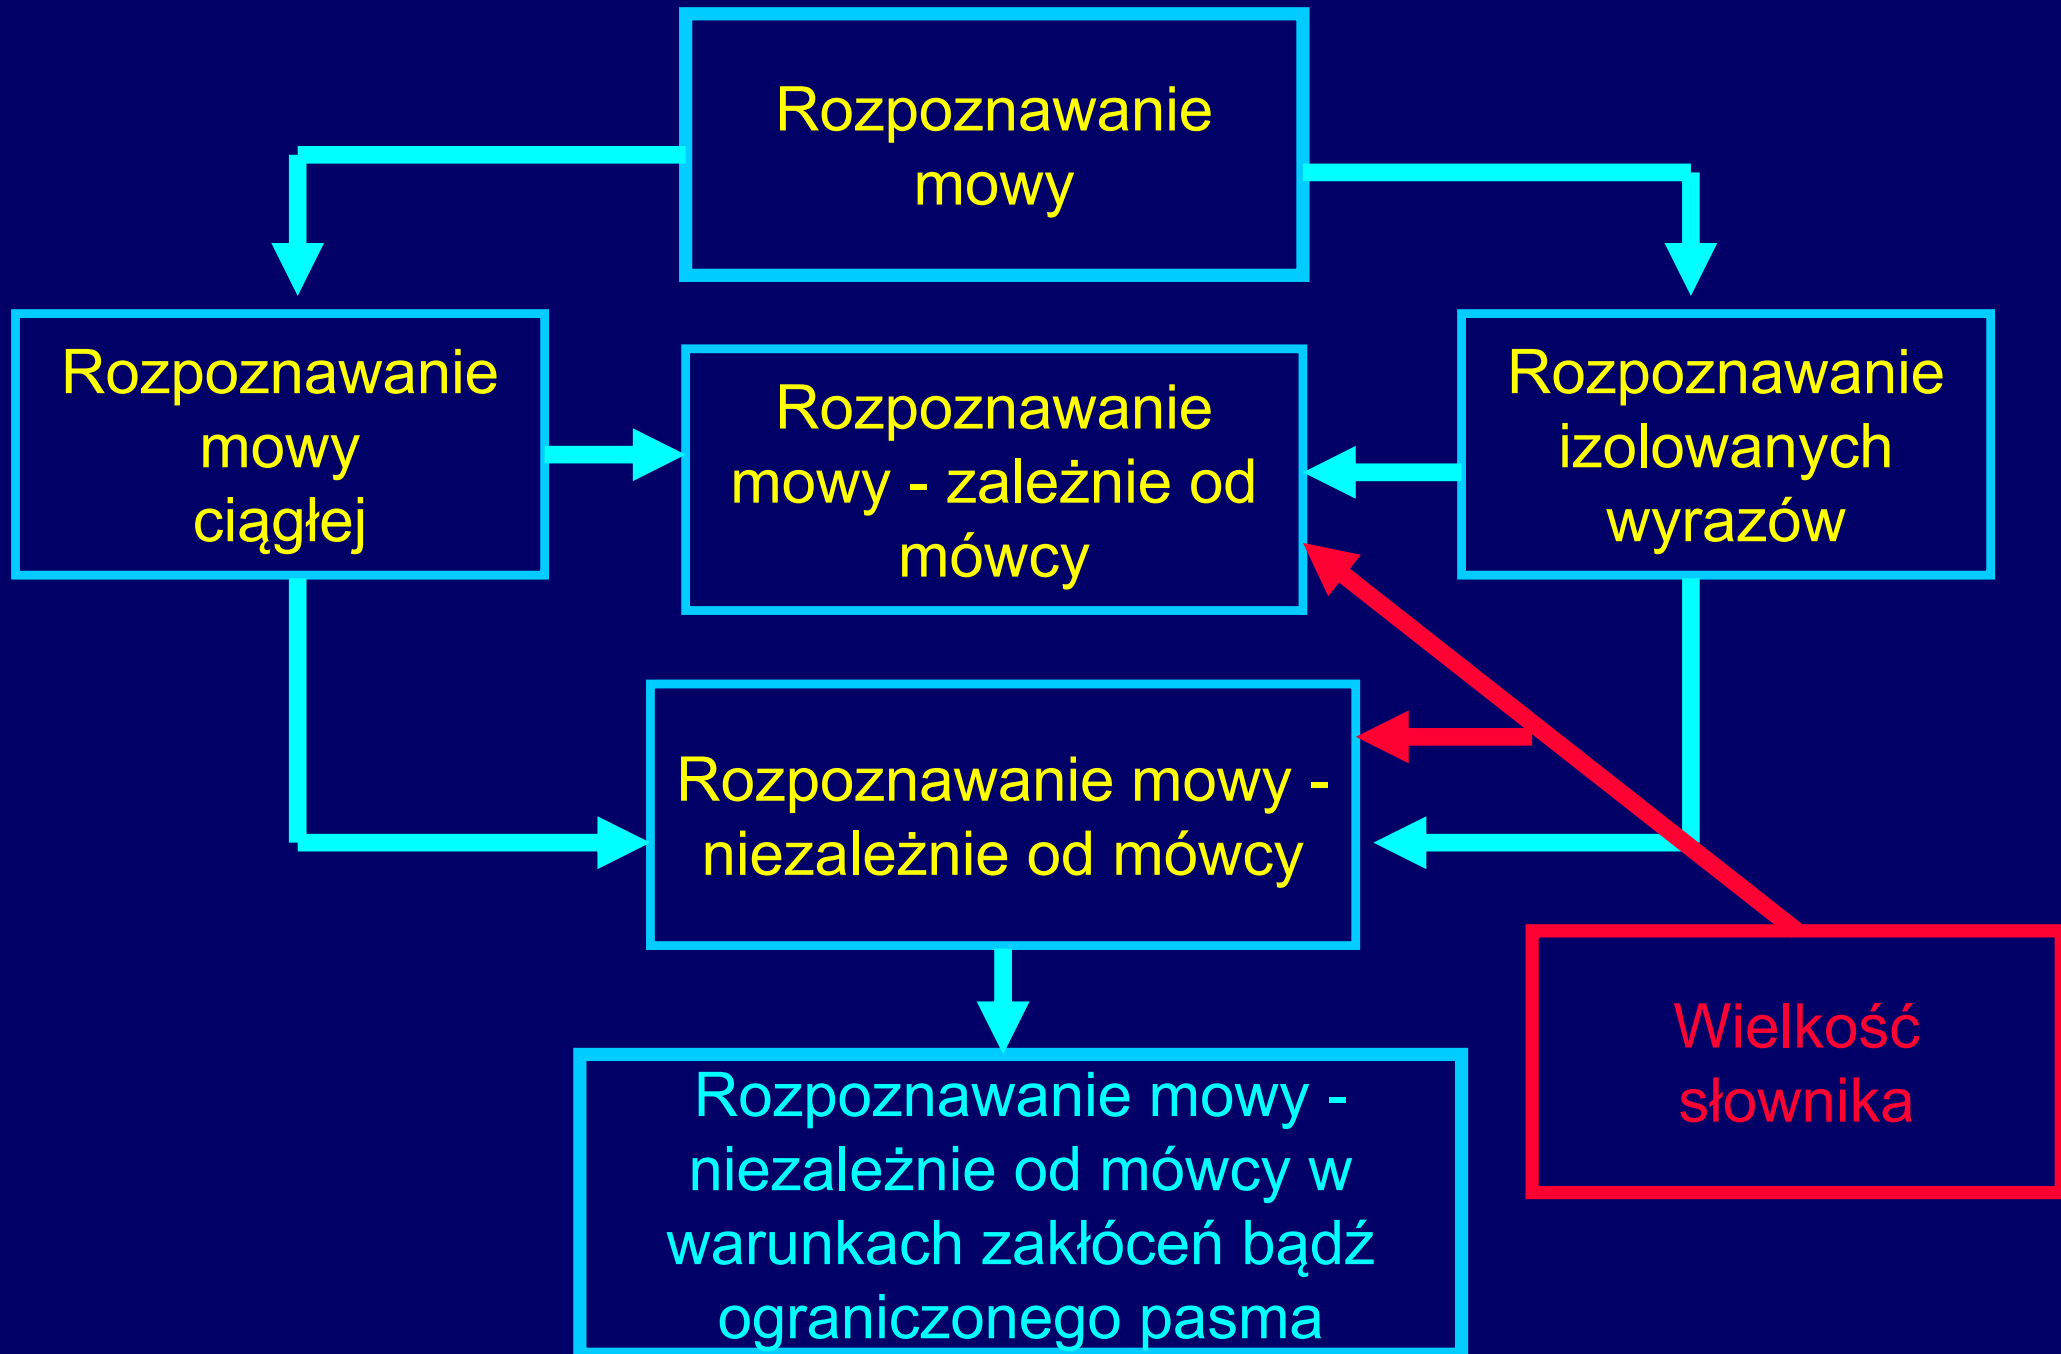 Rozpoznawanie
mowy
Rozpoznawanie
mowy
ciągłej
Rozpoznawanie
mowy - zależnie od
mówcy
Rozpoznawanie
izolowanych
wyrazów
Rozpoznawanie mowy -
niezależnie od mówcy
Wielkość
słownika
Rozpoznawanie mowy -
niezależnie od mówcy w
warunkach zakłóceń bądź
ograniczonego pasma